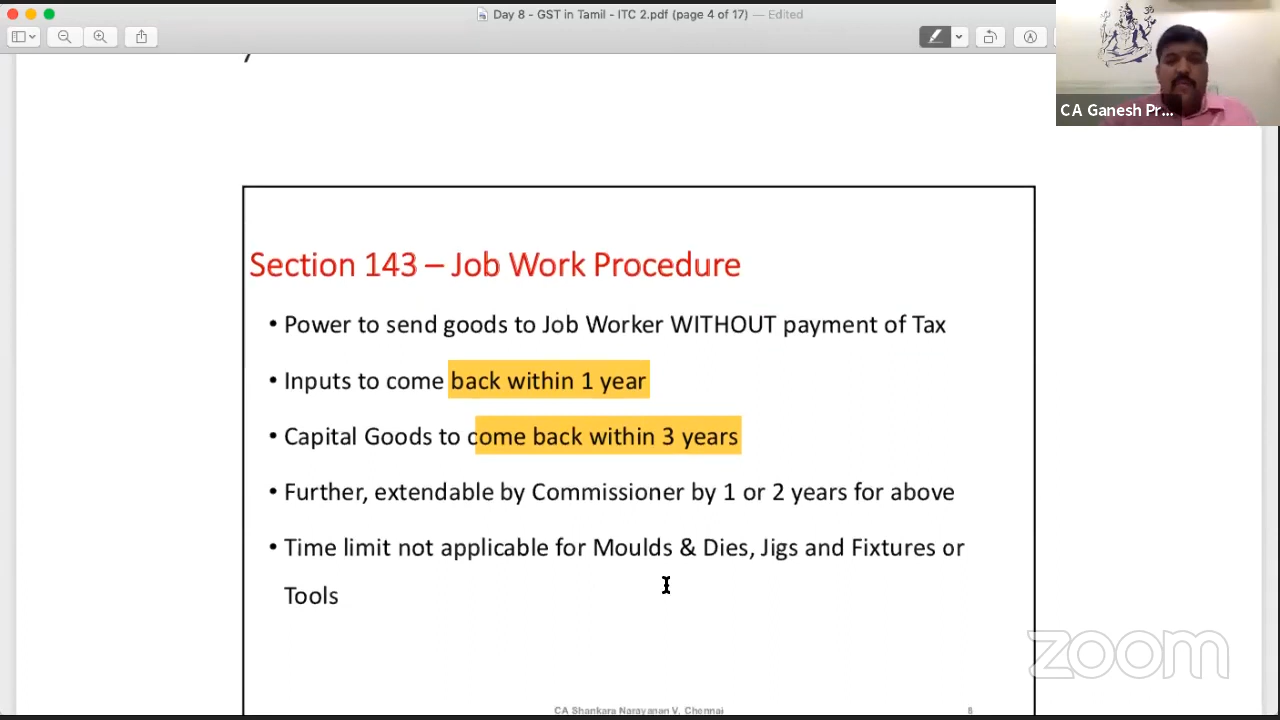 Day 8 - GST in Tamil - ITC 2.pdf (page 4 of 17) — Edited
CA Ganesh Pr...
Section 143 – Job Work Procedure
• Power to send goods to Job Worker WITHOUT payment of Tax
• Inputs to come back within 1 year
• Capital Goods to come back within 3 years
• Further, extendable by Commissioner by 1 or 2 years for above
• Time limit not applicable for Moulds & Dies, Jigs and Fixtures or
Tools
zoom
CA Shankara Narayanan V, Chennai